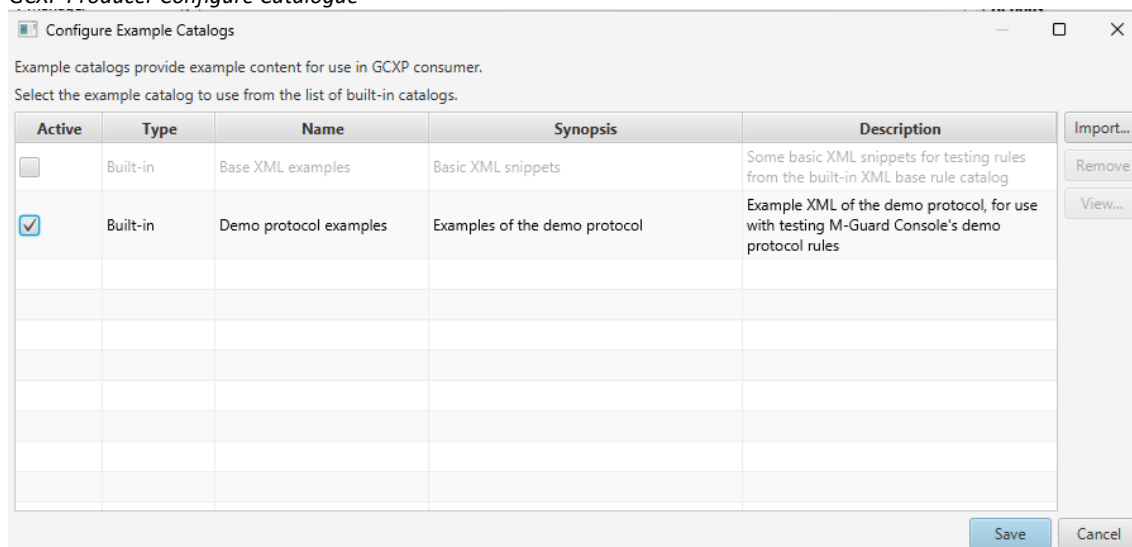 GCXP Producer Configure Catalogue
Configure Example Catalogs
Example catalogs provide example content for use in GCXP consumer.
Select the example catalog to use from the list of built-in catalogs.
Active Type Name Synopsis Description Import...
Built-in Base XML examples Basic XML snippets Some basic XML snippets for testing rules
from the built-in XML base rule catalog
Remove
Built-in Demo protocol examples Examples of the demo protocol Example XML of the demo protocol, for use
with testing M-Guard Console's demo
protocol rules
View...
Save Cancel